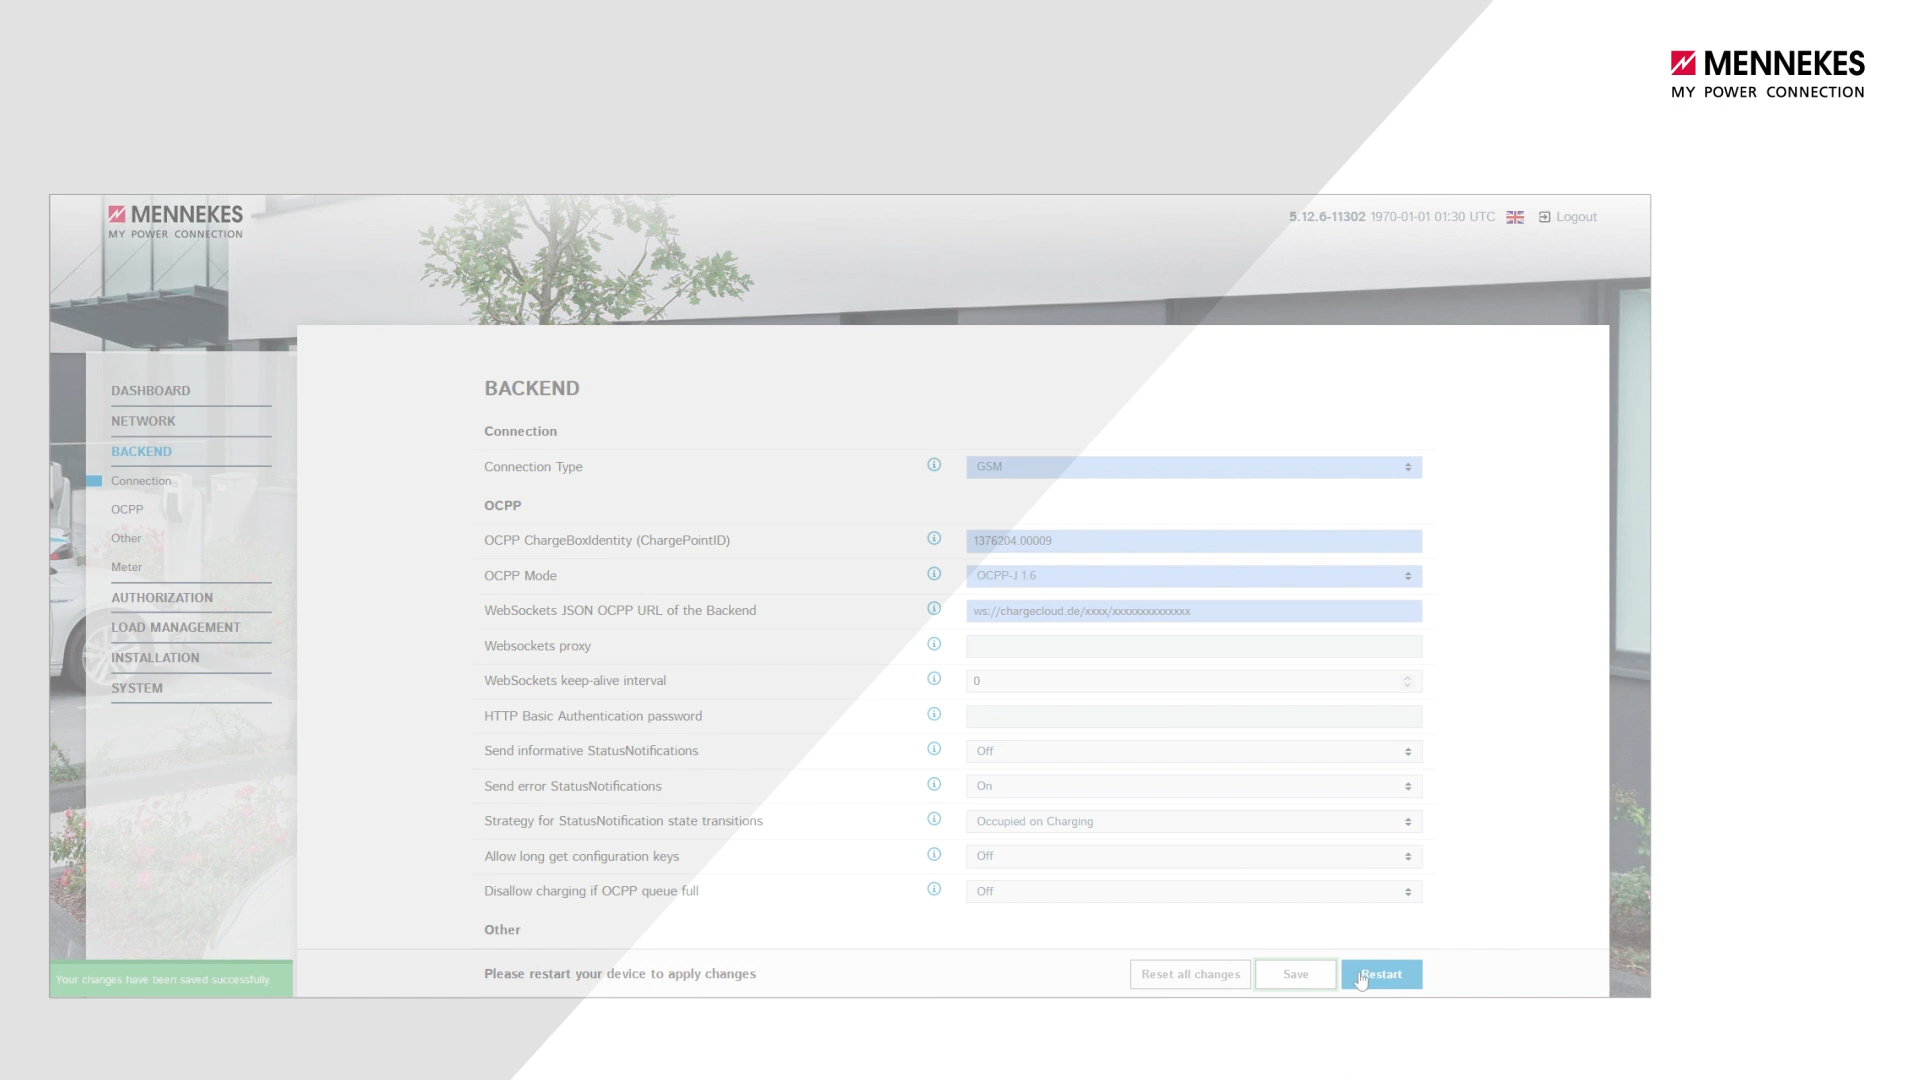 MENNEKES
MY POWER CONNECTION
MENNEKES
MY POWER CONNECTION
5.12.6-11302 1970-01-01 01:30 UTC Logout
DASHBOARD
NETWORK
BACKEND
Connection
OCPP
Other
Meter
AUTHORIZATION
LOAD MANAGEMENT
INSTALLATION
SYSTEM
BACKEND
Connection
Connection Type GSM
OCPP
OCPP ChargeBoxIdentity (ChargePointID) 1376204.00009
OCPP Mode OCPP-J 1.6
WebSockets JSON OCPP URL of the Backend ws://chargecloud.de/xxxx/xxxxxxxxxxxxxx
Websockets proxy
WebSockets keep-alive interval 0
HTTP Basic Authentication password
Send informative StatusNotifications Off
Send error StatusNotifications On
Strategy for StatusNotification state transitions Occupied on Charging
Allow long get configuration keys Off
Disallow charging if OCPP queue full Off
Other
Your changes have been saved successfully.
Please restart your device to apply changes Reset all changes Save Restart